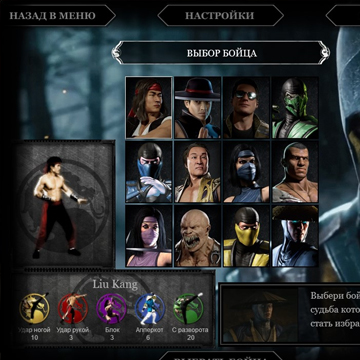 НАЗАД В МЕНЮ
НАСТРОЙКИ
ВЫБОР БОЙЦА
Liu Kang
Удар ногой
Удар рукой
Блок
Апперкот
С разворота
10
3
3
6
20
Выбери бой
судьба кото
стать избра